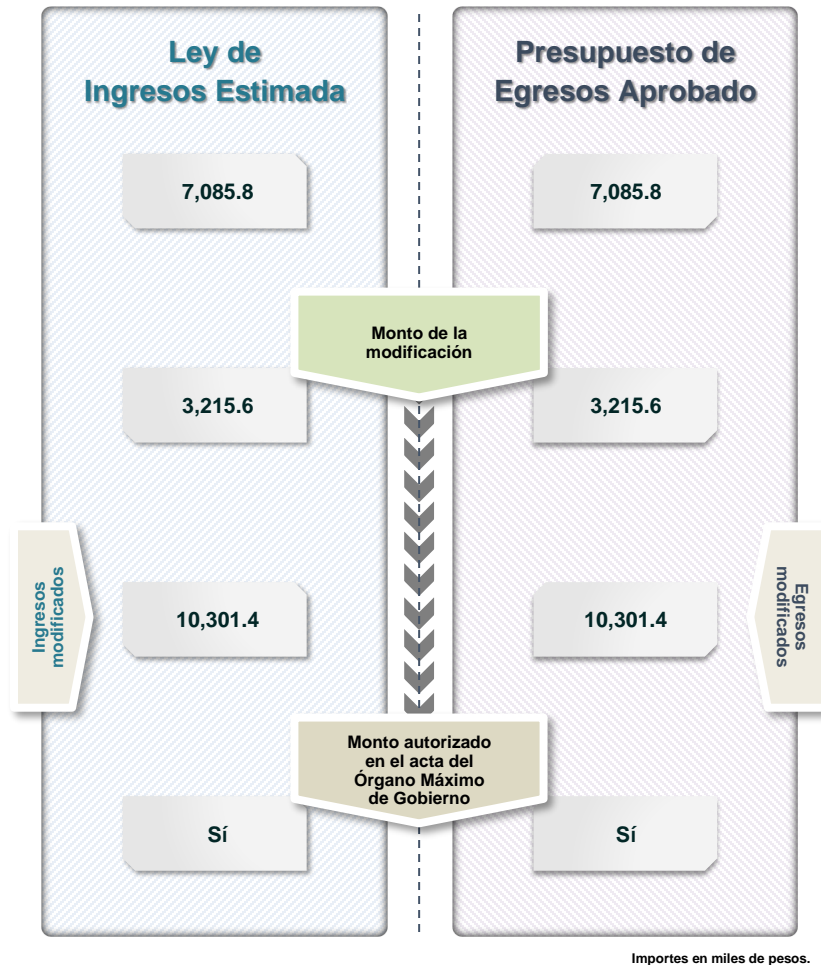 Ley de
Ingresos Estimada
Presupuesto de
Egresos Aprobado
7,085.8
7,085.8
Monto de la
modificación
3,215.6
3,215.6
Ingresos
modificados
10,301.4
10,301.4
Egresos
modificados
Monto autorizado
en el acta del
Órgano Máximo
de Gobierno
Sí
Sí
Importes en miles de pesos.